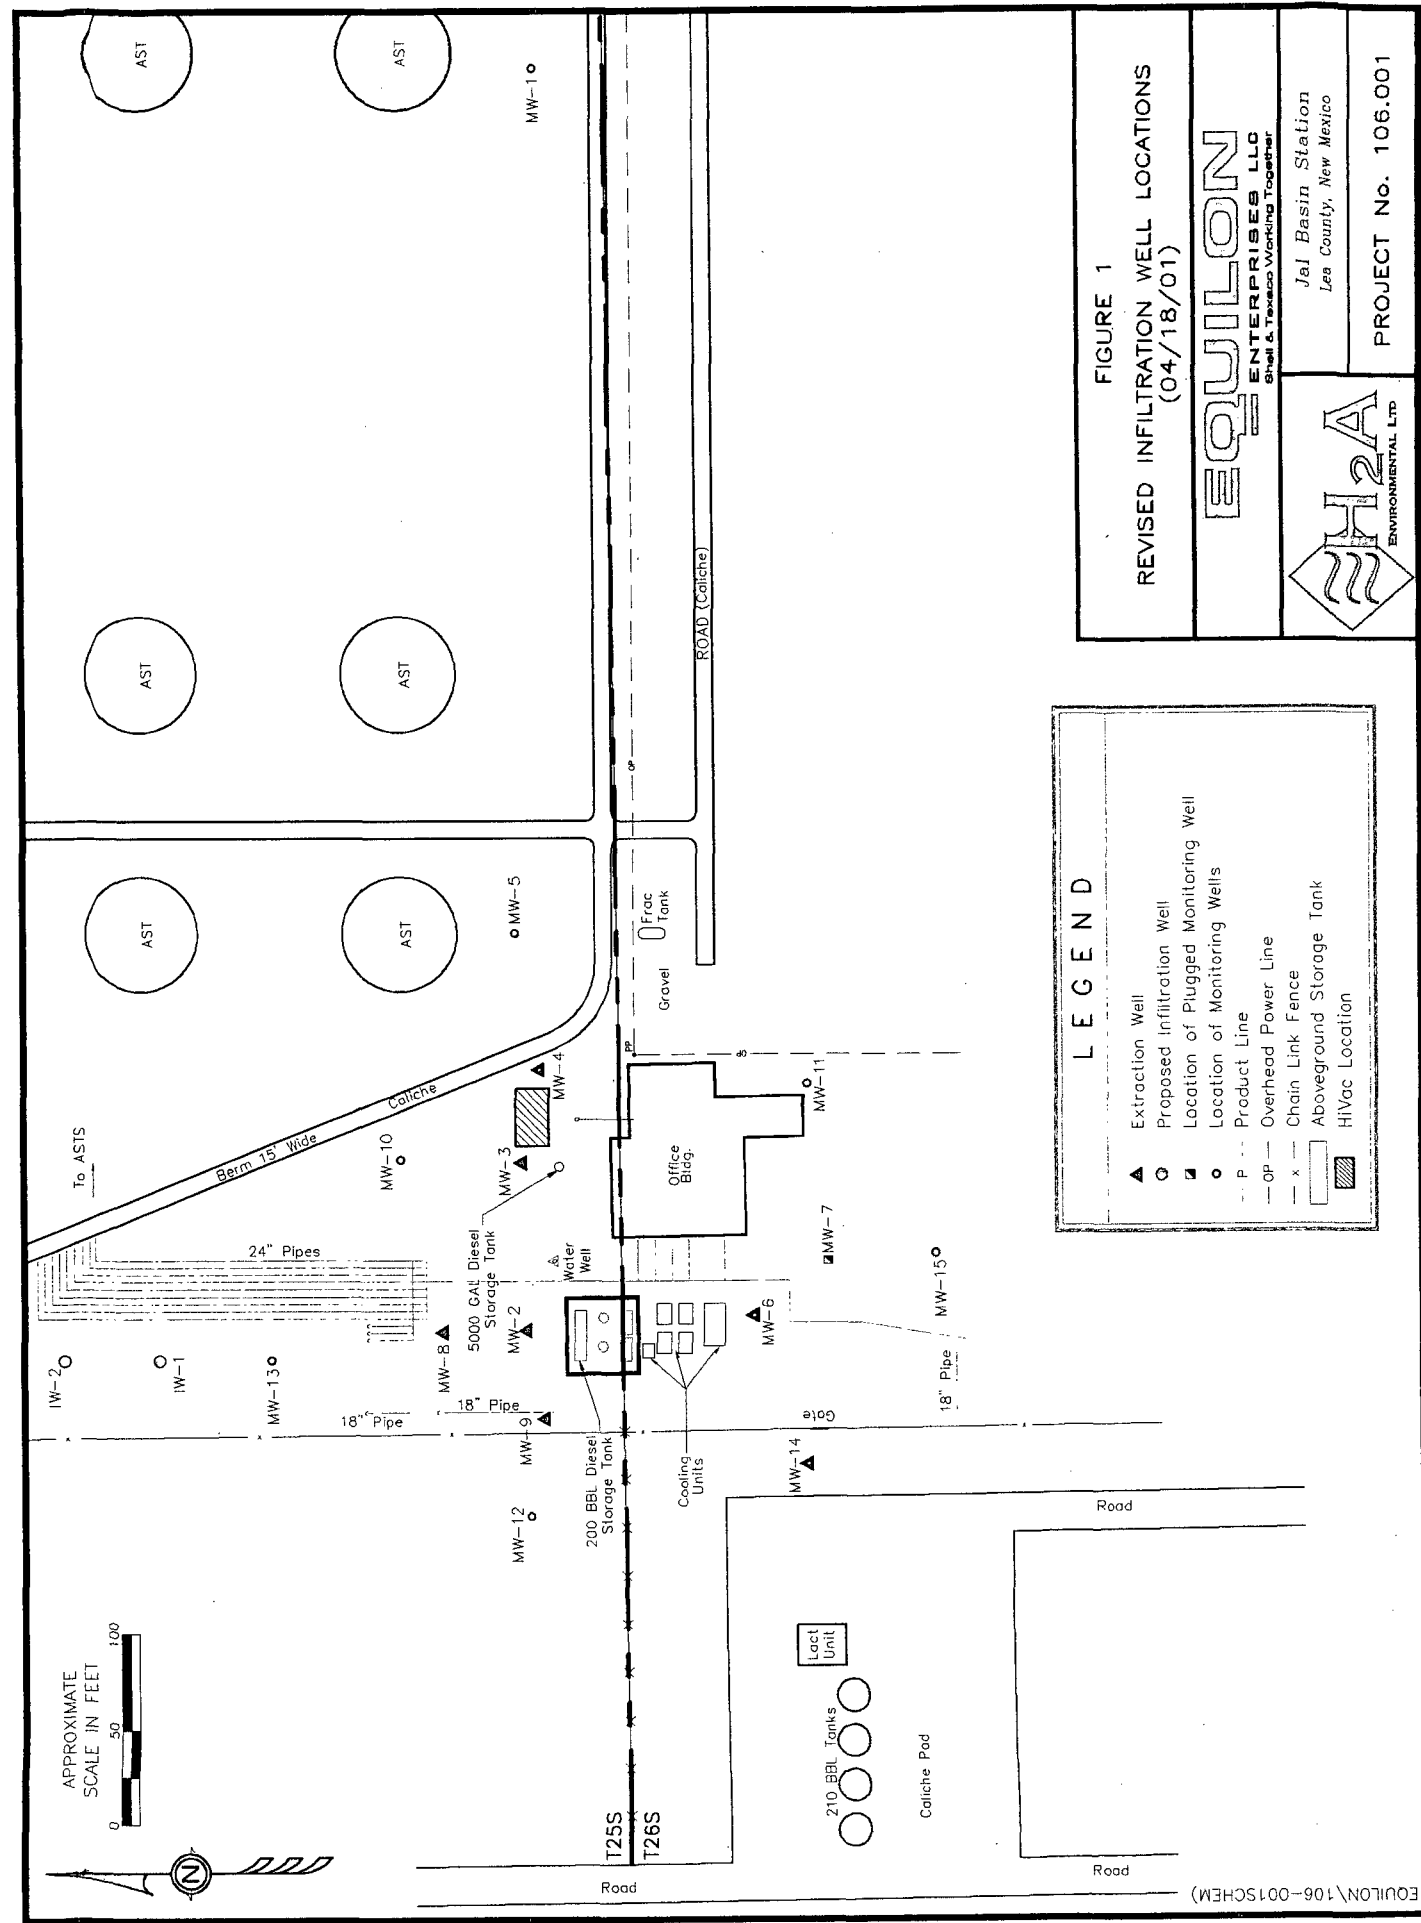 AST
AST
AST
AST
AST
AST
MW-1
MW-5
Frac
Tank
Gravel
ROAD (Caliche)
OP
OP
PP
To ASTS
Berm 15' Wide
Caliche
MW-10
MW-3
MW-4
MW-11
Office
Bldg.
24" Pipes
5000 GAL Diesel
Storage Tank
Water
Well
MW-7
MW-15
MW-6
MW-2
MW-8
IW-2
IW-1
MW-13
18" Pipe
18" Pipe
18" Pipe
MW-9
200 BBL Diesel
Storage Tank
Cooling
Units
Gate
MW-14
MW-12
Road
Lact
Unit
210 BBL Tanks
Caliche Pad
Road
Road
T25S
T26S
APPROXIMATE
SCALE IN FEET
0 50 100
N
LEGEND
Extraction Well
Proposed Infiltration Well
Location of Plugged Monitoring Well
Location of Monitoring Wells
-- P -- Product Line
—OP— Overhead Power Line
— x — Chain Link Fence
Aboveground Storage Tank
HiVac Location
FIGURE 1
REVISED INFILTRATION WELL LOCATIONS
(04/18/01)
EQUILON
ENTERPRISES LLC
Shell & Texaco Working Together
H2A
ENVIRONMENTAL LTD
Jal Basin Station
Lea County, New Mexico
PROJECT No. 106.001
EQUILON\106-001SCHEM)